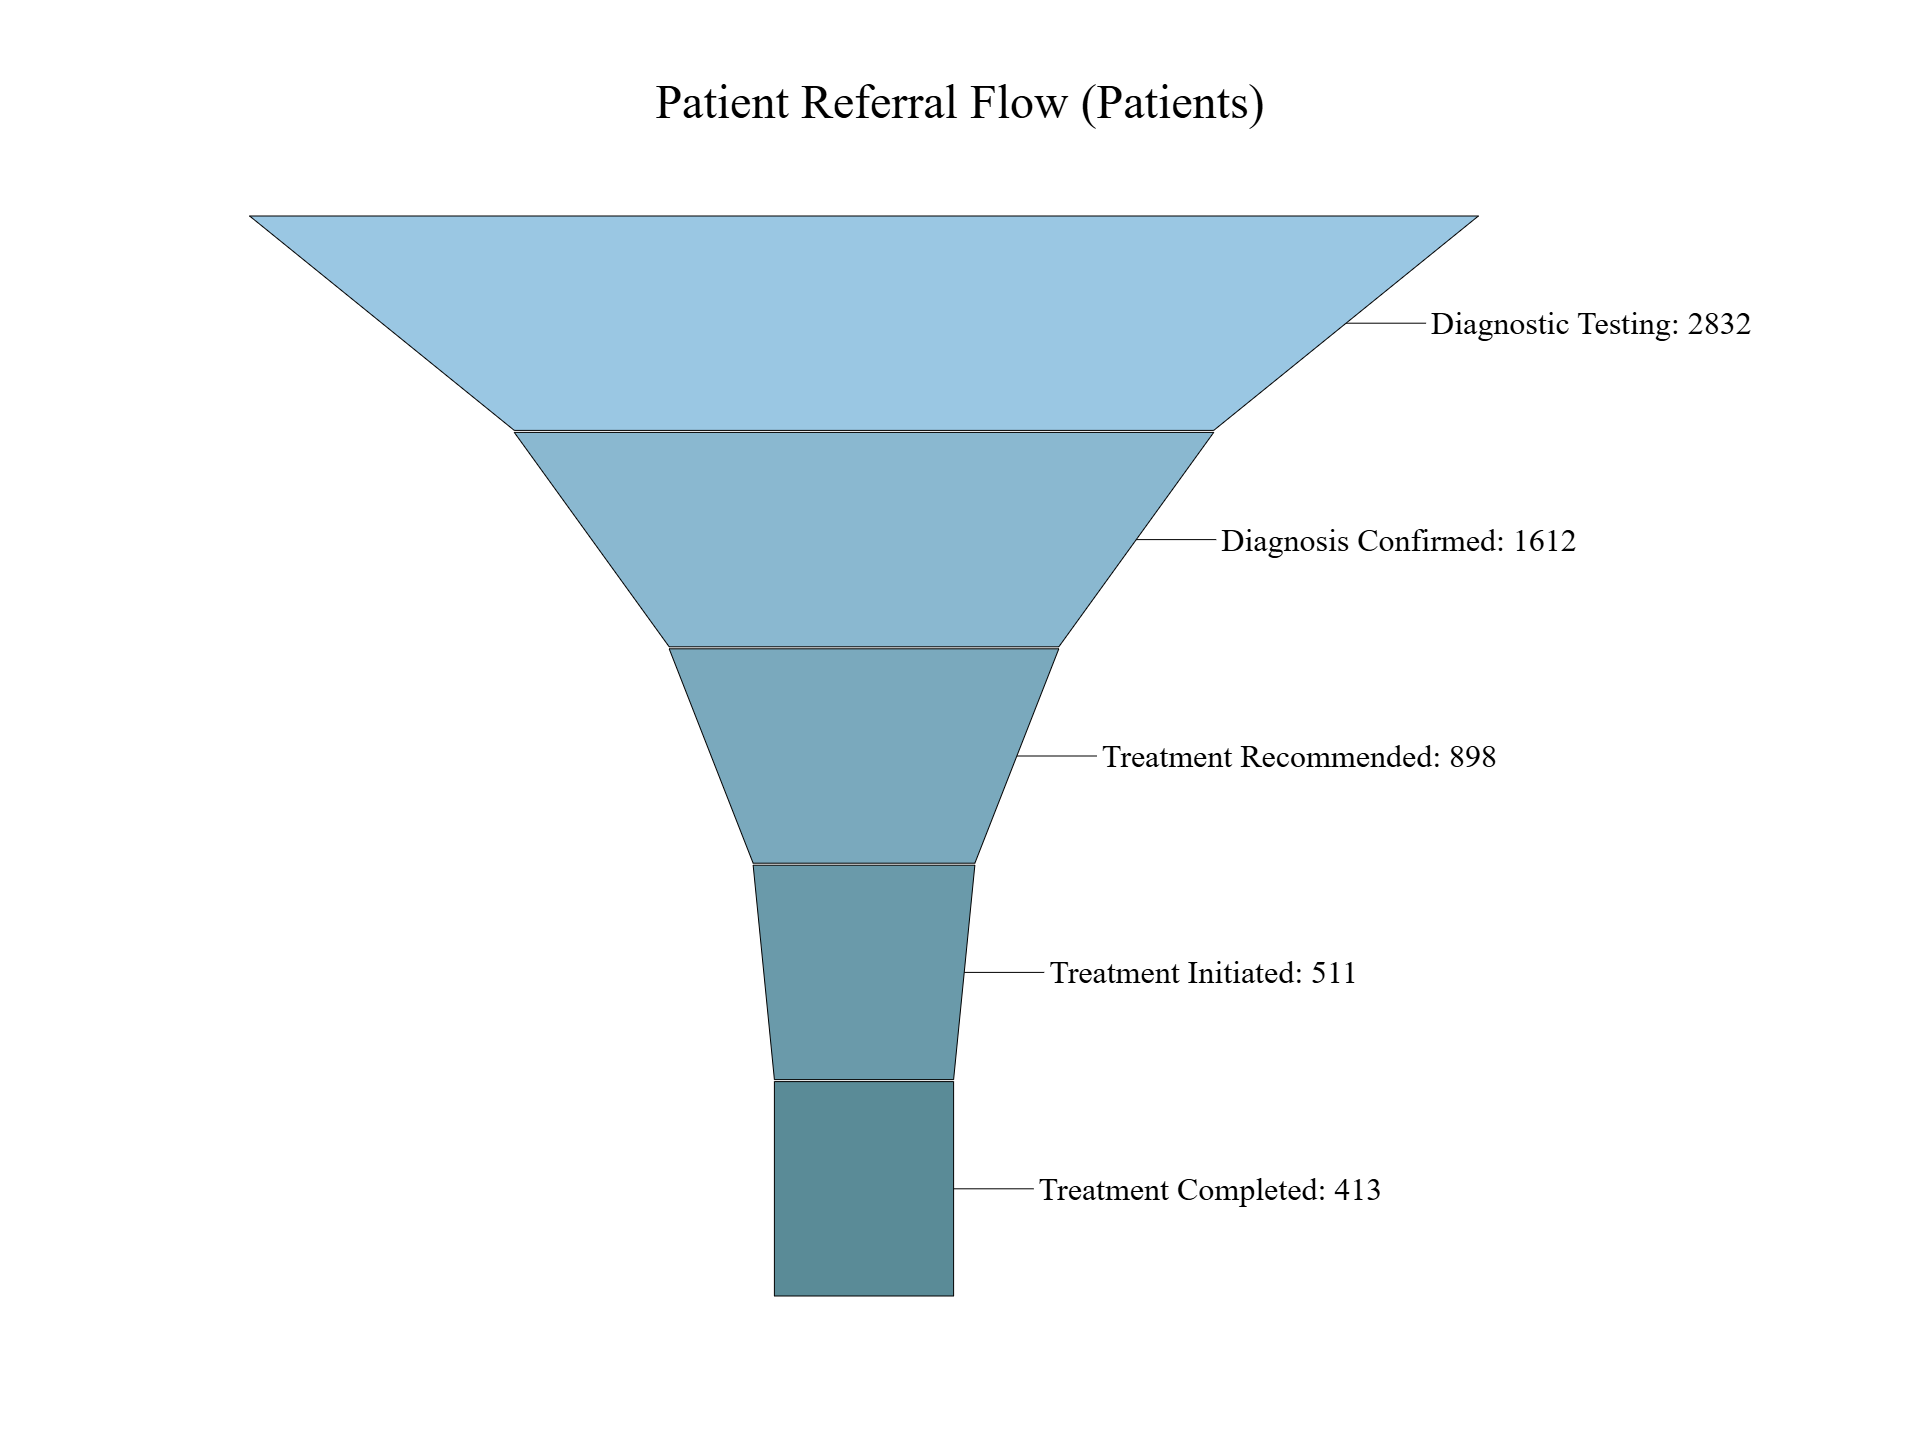 Patient Referral Flow (Patients)
Diagnostic Testing: 2832
Diagnosis Confirmed: 1612
Treatment Recommended: 898
Treatment Initiated: 511
Treatment Completed: 413